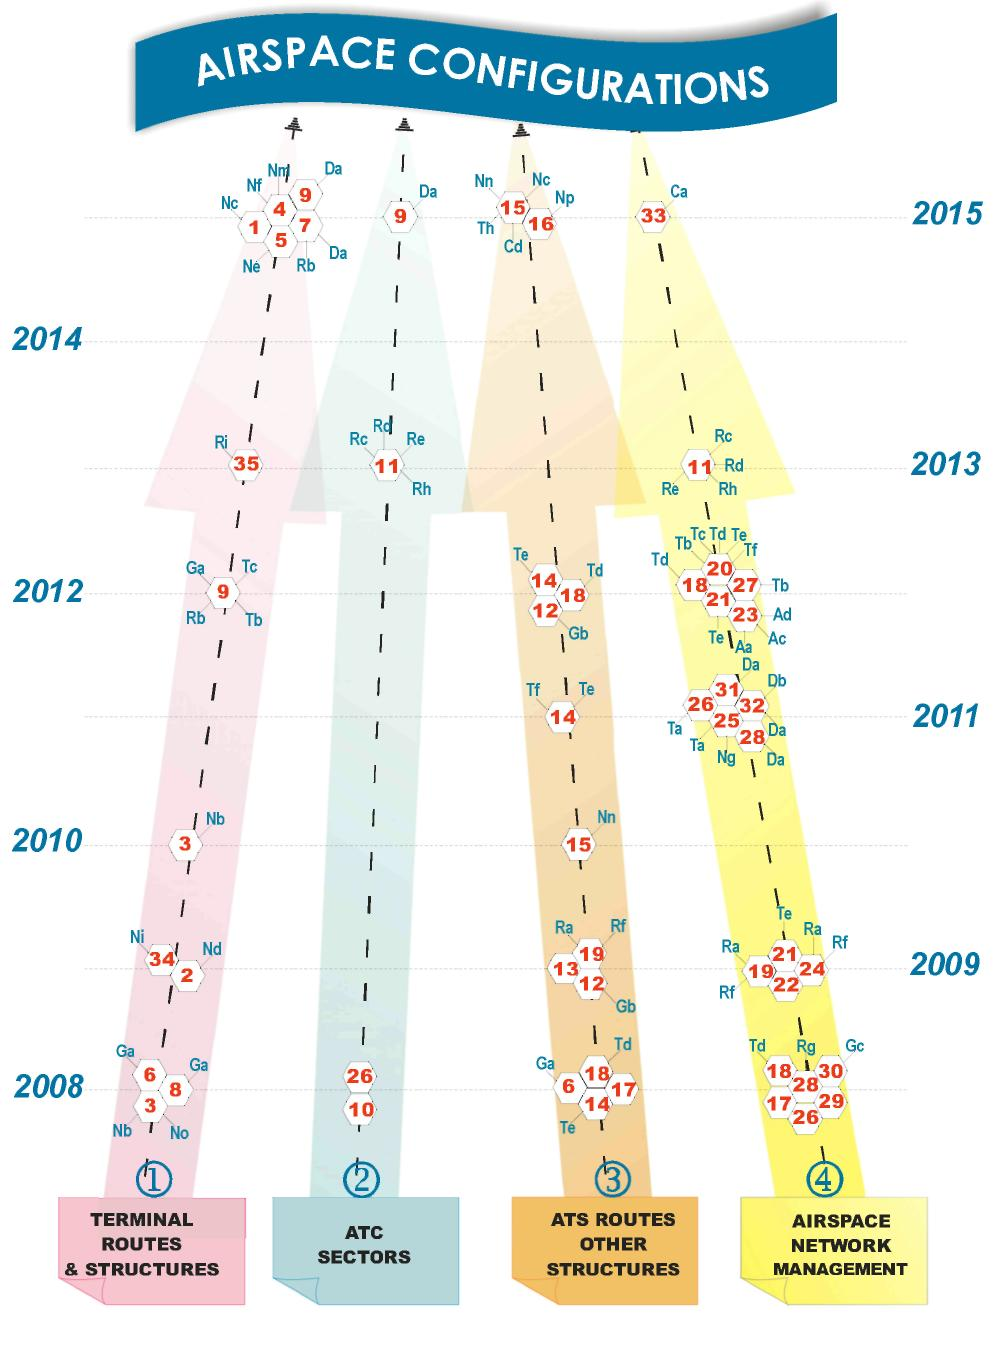 AIRSPACE CONFIGURATIONS
Nm
Da
Nf
9
Nc
4
1
7
5
Ne
Rb
Da
Da
9
Nn
Nc
15
Np
16
Th
Cd
Ca
33
2015
2014
Ri
35
Rd
Rc
Re
11
Rh
Rc
11
Rd
Re
Rh
2013
2012
Ga
Tc
9
Rb
Tb
Te
14
Td
18
12
Gb
Tc Td Te
Tb
Tf
Td
20
18
27
Tb
21
23
Ad
Te
Aa
Ac
Tf
Te
14
Da
31
Db
26
32
25
Da
Ta
28
Ta
Ng
Da
2011
2010
Nb
3
Nn
15
Ni
Nd
34
2
Ra
Rf
19
13
12
Gb
Te
Ra
Ra
21
Rf
19
24
22
Rf
2009
2008
Ga
6
Ga
8
3
Nb
No
26
10
Td
Ga
18
6
17
14
Te
Td
Rg
Gc
18
30
28
17
29
26
1
2
3
4
TERMINAL
ROUTES
& STRUCTURES
ATC
SECTORS
ATS ROUTES
OTHER
STRUCTURES
AIRSPACE
NETWORK
MANAGEMENT